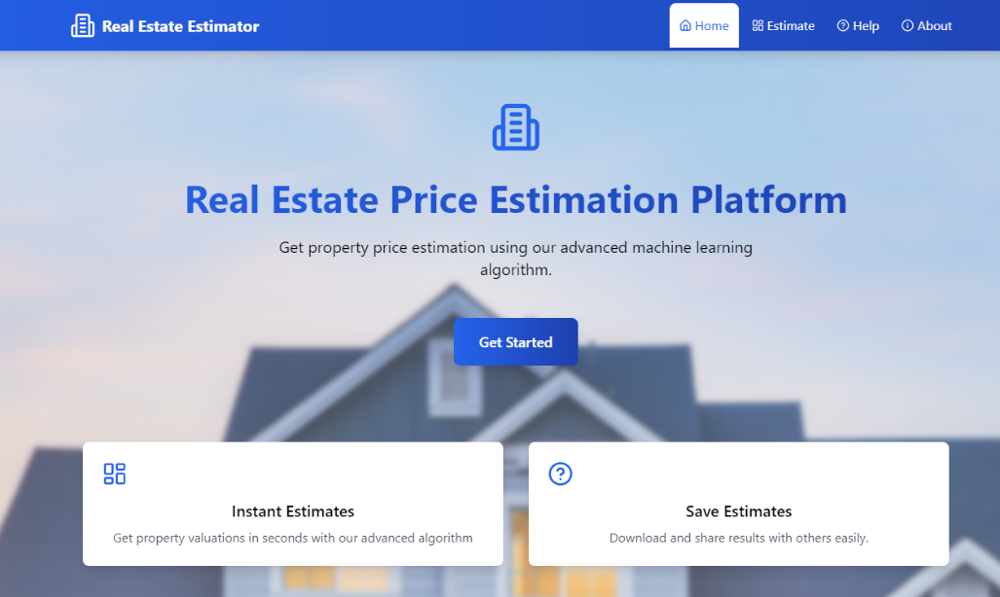 Real Estate Estimator
Home
Estimate
Help
About
Real Estate Price Estimation Platform
Get property price estimation using our advanced machine learning
algorithm.
Get Started
Instant Estimates
Get property valuations in seconds with our advanced algorithm
Save Estimates
Download and share results with others easily.